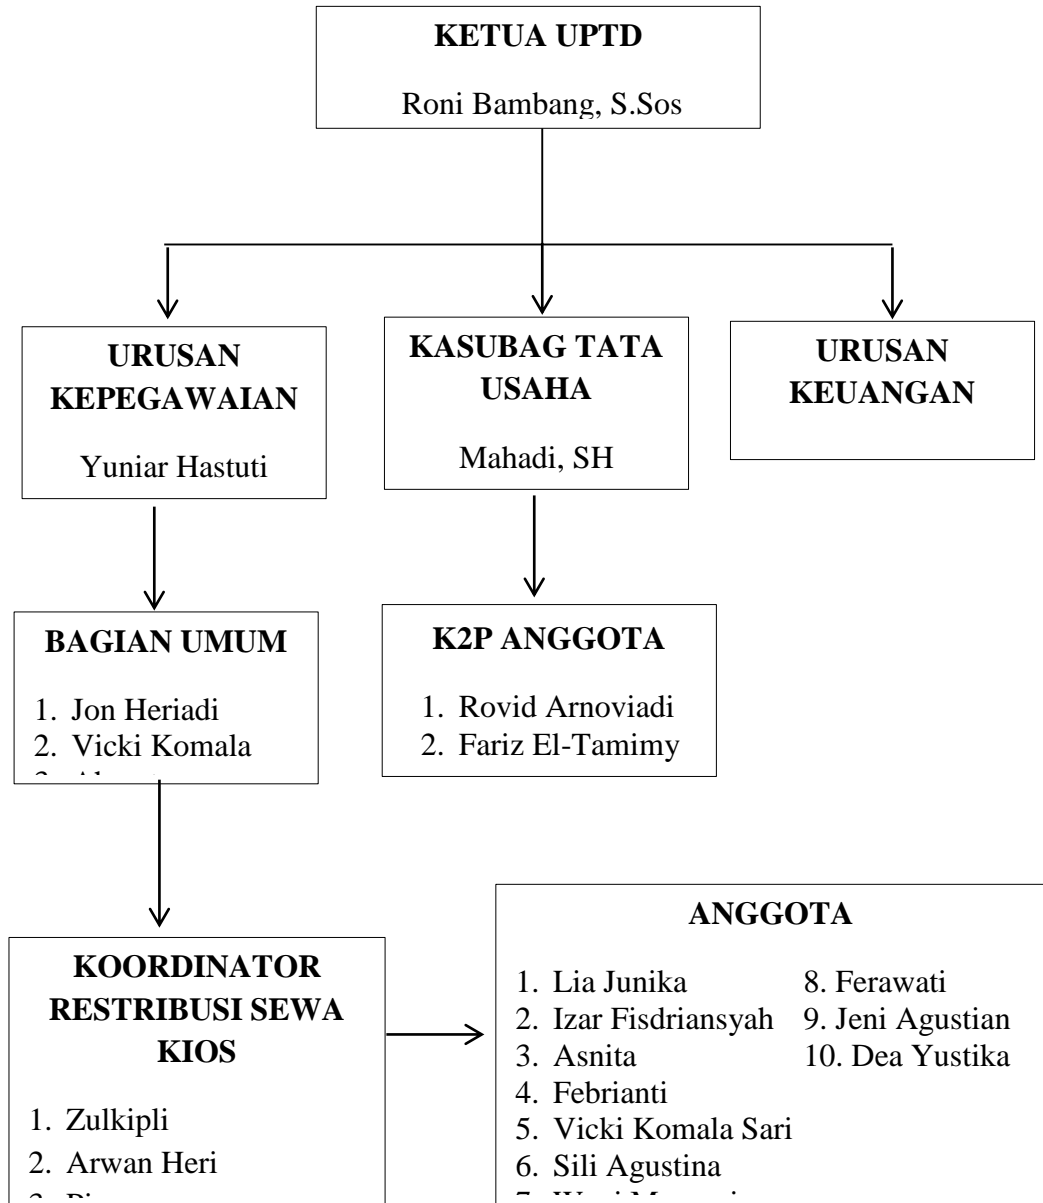 KETUA UPTD
Roni Bambang, S.Sos
URUSAN
KEPEGAWAIAN
Yuniar Hastuti
KASUBAG TATA
USAHA
Mahadi, SH
URUSAN
KEUANGAN
BAGIAN UMUM
1. Jon Heriadi
2. Vicki Komala
K2P ANGGOTA
1. Rovid Arnoviadi
2. Fariz El-Tamimy
KOORDINATOR
RESTRIBUSI SEWA
KIOS
1. Zulkipli
2. Arwan Heri
ANGGOTA
1. Lia Junika
2. Izar Fisdriansyah
3. Asnita
4. Febrianti
5. Vicki Komala Sari
6. Sili Agustina
8. Ferawati
9. Jeni Agustian
10. Dea Yustika